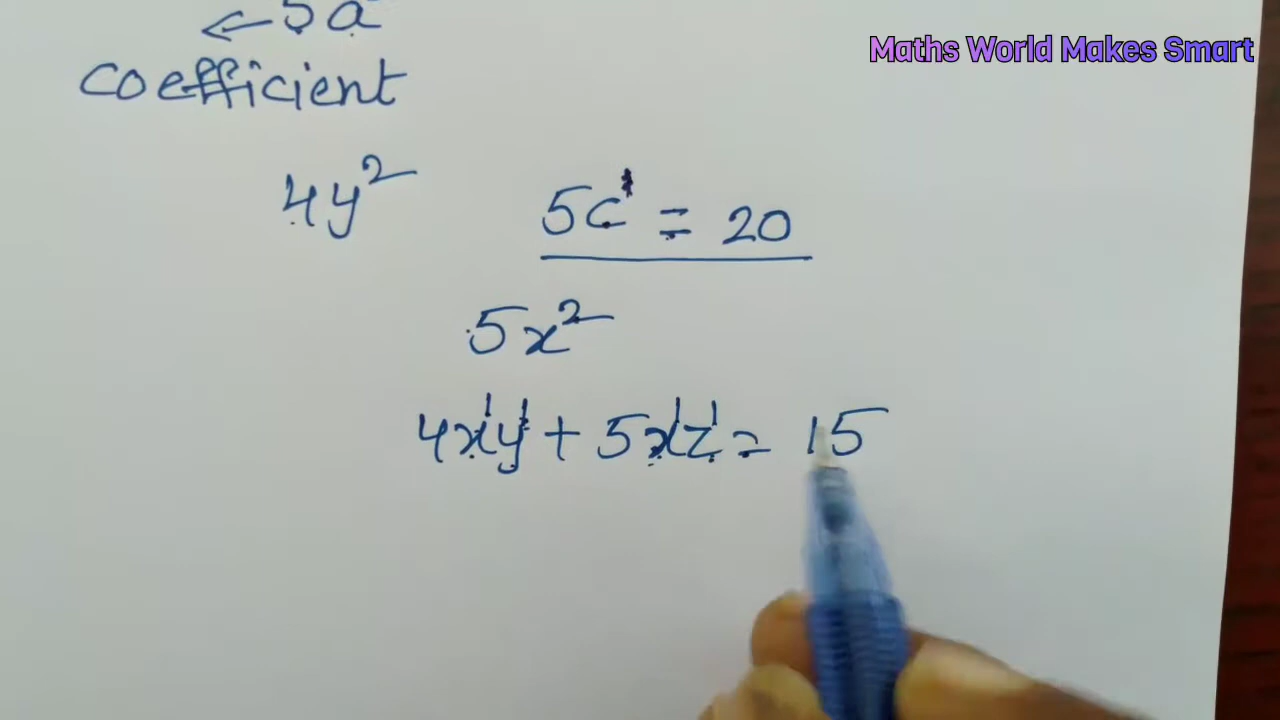 ← 5a
Maths World Makes Smart
coefficient
4y²
5c¹ = 20
5x²
4x¹y¹ + 5x¹z¹ = 15